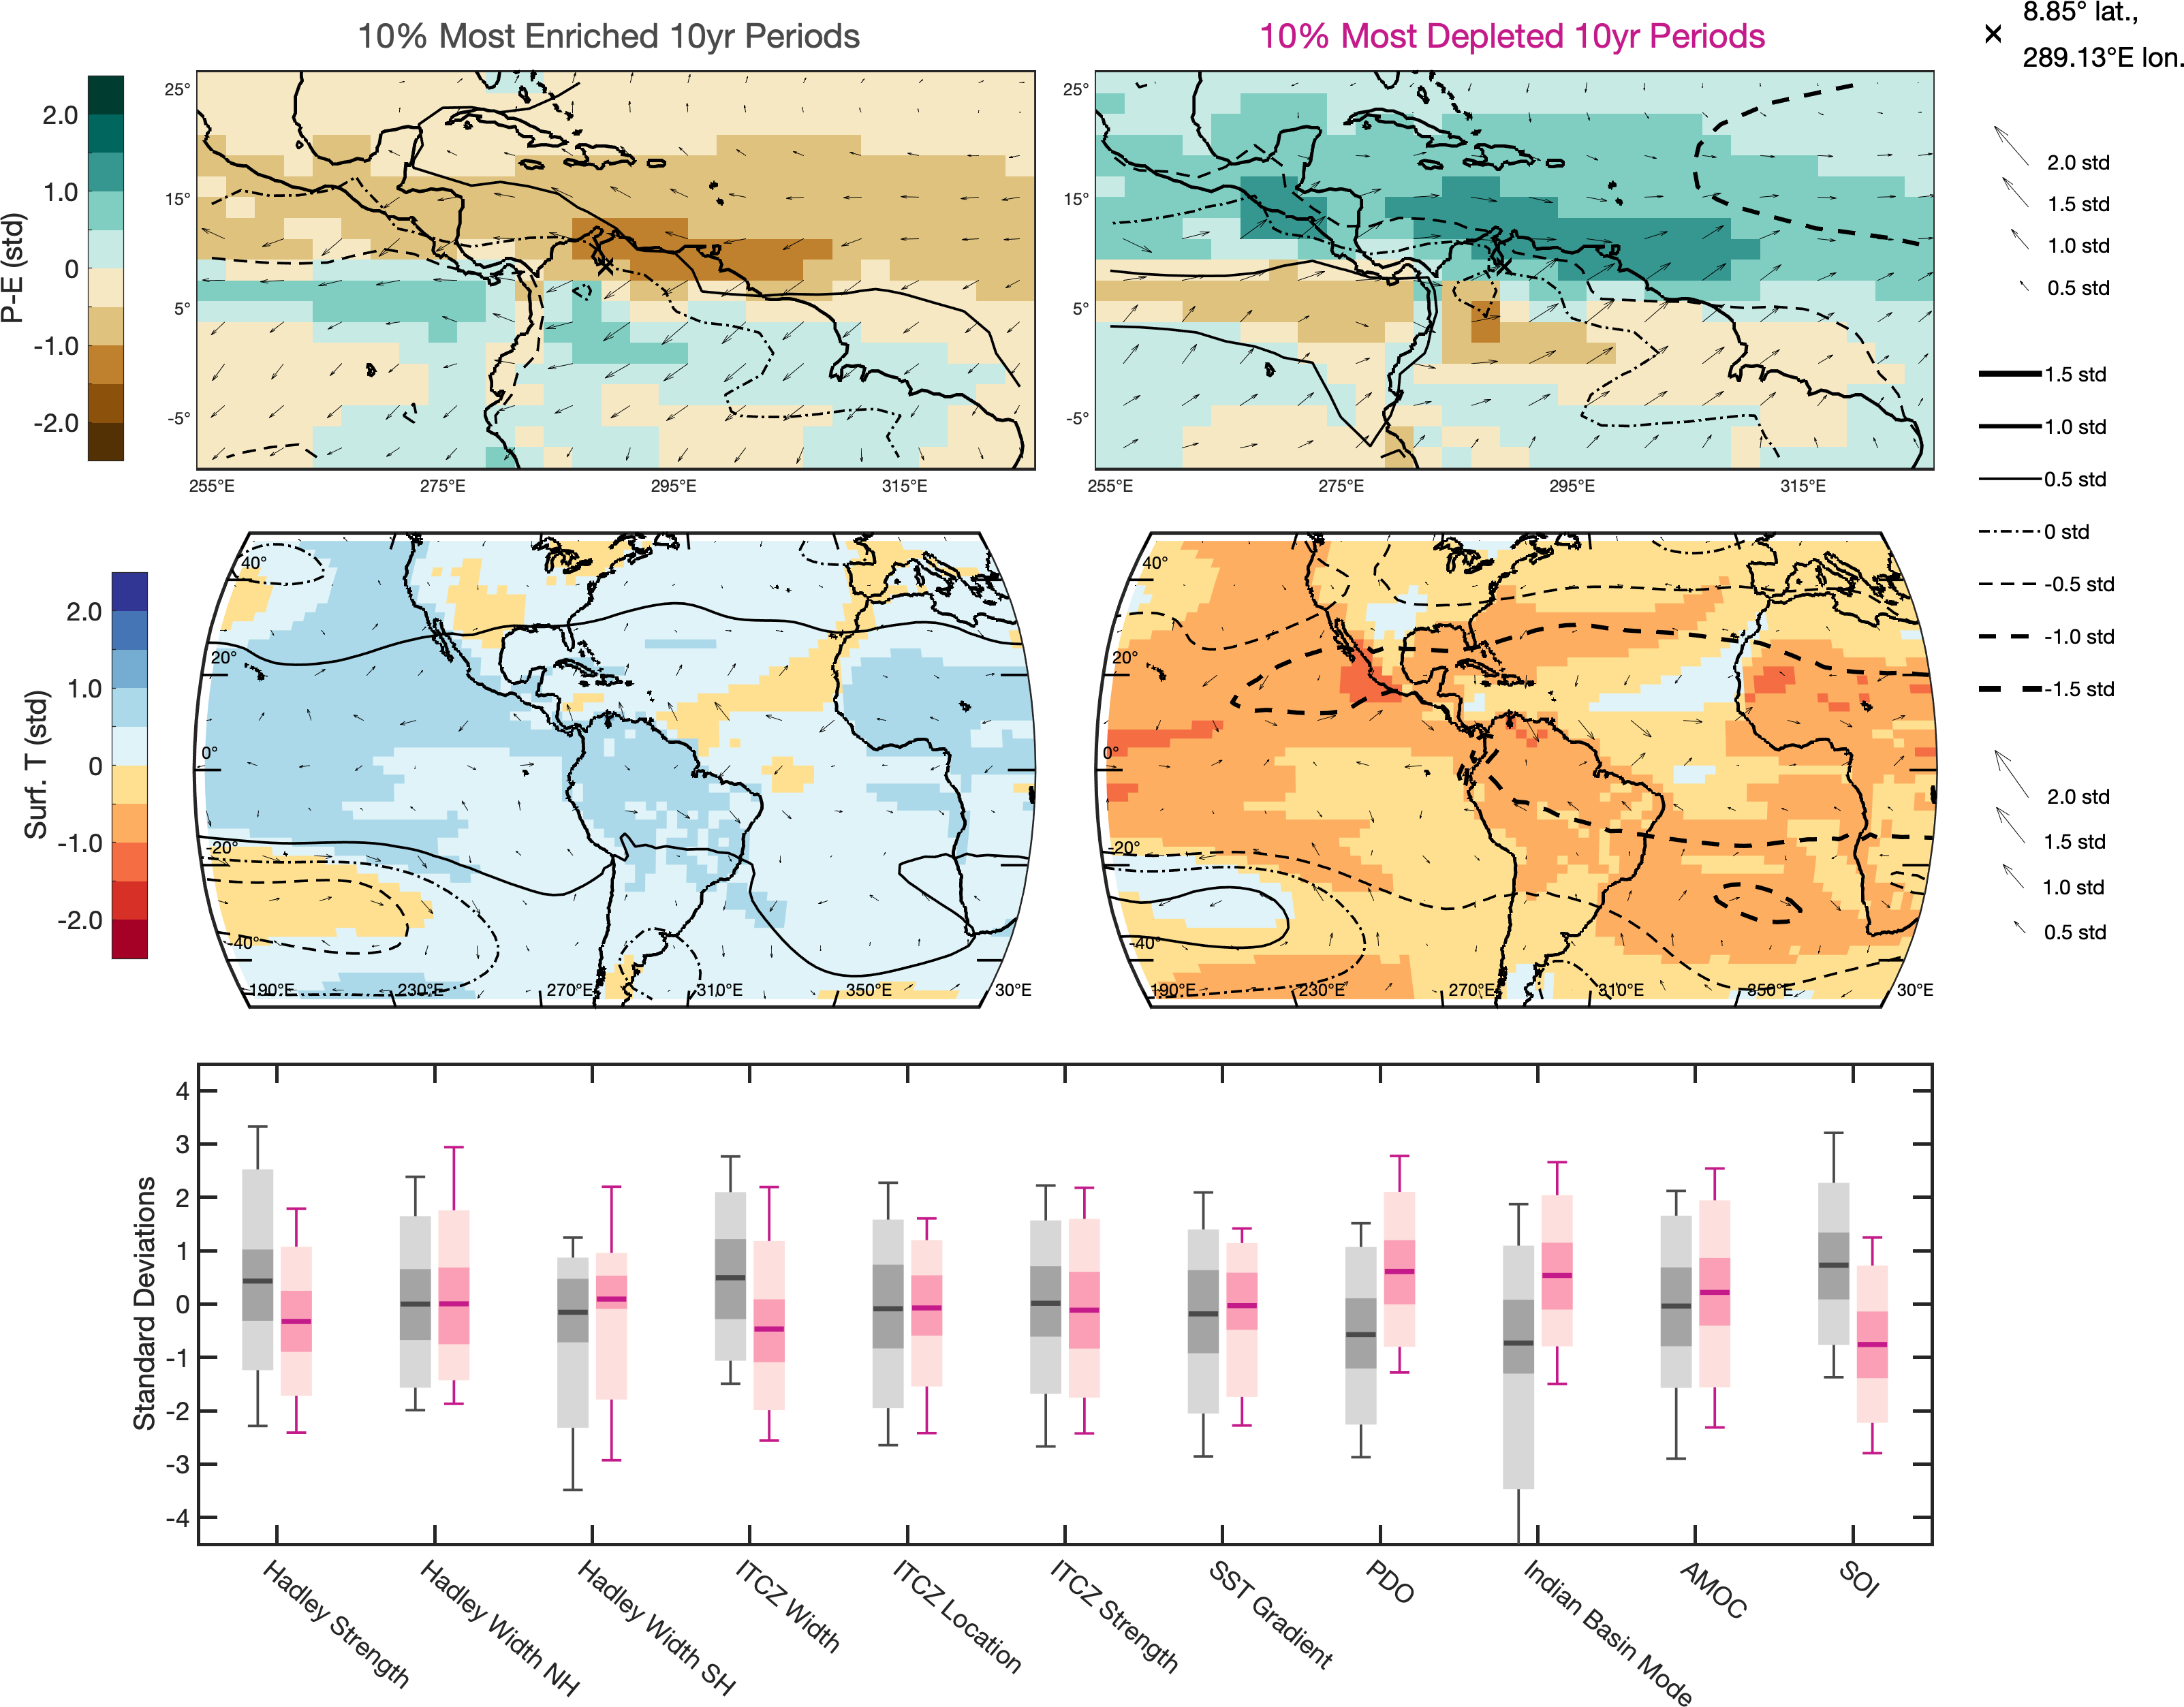 10% Most Enriched 10yr Periods
10% Most Depleted 10yr Periods
8.85° lat.,
289.13°E lon.
P-E (std)
2.0
1.0
0
-1.0
-2.0
25°
15°
5°
-5°
255°E
275°E
295°E
315°E
25°
15°
5°
-5°
255°E
275°E
295°E
315°E
2.0 std
1.5 std
1.0 std
0.5 std
1.5 std
1.0 std
0.5 std
0 std
-0.5 std
-1.0 std
-1.5 std
Surf. T (std)
2.0
1.0
0
-1.0
-2.0
40°
20°
0°
-20°
-40°
190°E
230°E
270°E
310°E
350°E
30°E
40°
20°
0°
-20°
-40°
190°E
230°E
270°E
310°E
350°E
30°E
2.0 std
1.5 std
1.0 std
0.5 std
Standard Deviations
4
3
2
1
0
-1
-2
-3
-4
Hadley Strength
Hadley Width NH
Hadley Width SH
ITCZ Width
ITCZ Location
ITCZ Strength
SST Gradient
PDO
Indian Basin Mode
AMOC
SOI